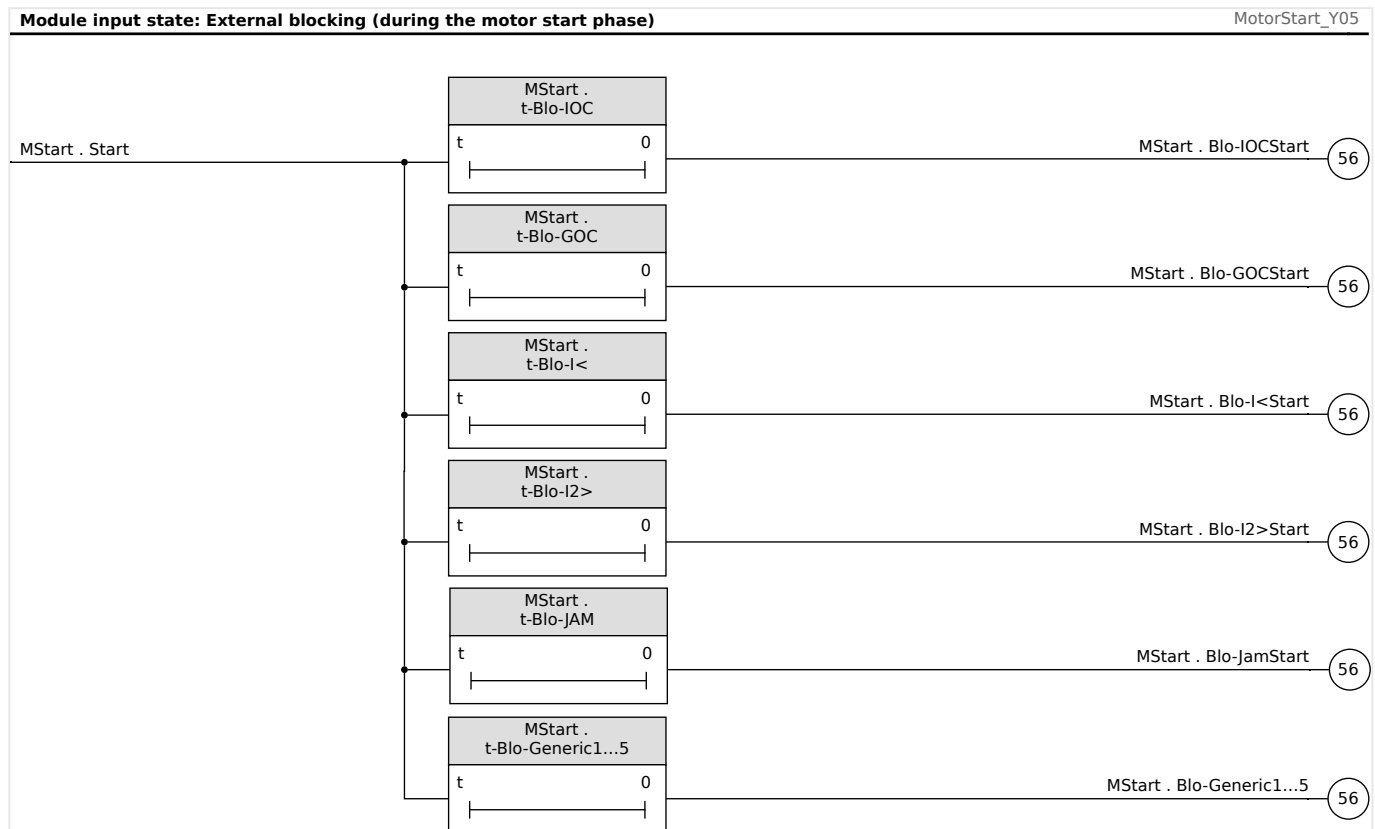 Module input state: External blocking (during the motor start phase)
MotorStart_Y05
MStart .
t-Blo-IOC
t 0
MStart . Start
MStart . Blo-IOCStart
56
MStart .
t-Blo-GOC
t 0
MStart . Blo-GOCStart
56
MStart .
t-Blo-I<
t 0
MStart . Blo-I<Start
56
MStart .
t-Blo-I2>
t 0
MStart . Blo-I2>Start
56
MStart .
t-Blo-JAM
t 0
MStart . Blo-JamStart
56
MStart .
t-Blo-Generic1...5
t 0
MStart . Blo-Generic1...5
56